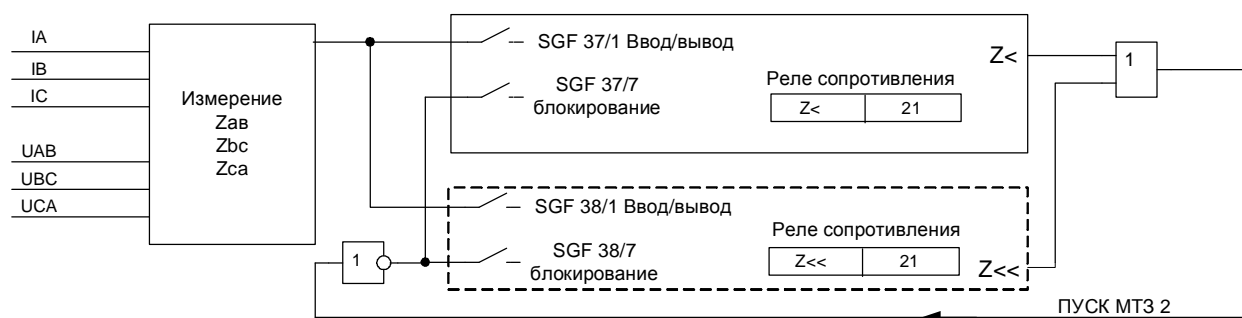 IA
IB
IC
UAB
UBC
UCA
Измерение
Zaв
Zbc
Zca
SGF 37/1 Ввод/вывод
SGF 37/7
блокирование
Реле сопротивления
Z< 21
Z<
1
SGF 38/1 Ввод/вывод
SGF 38/7
блокирование
Реле сопротивления
Z<< 21
Z<<
1
ПУСК МТЗ 2